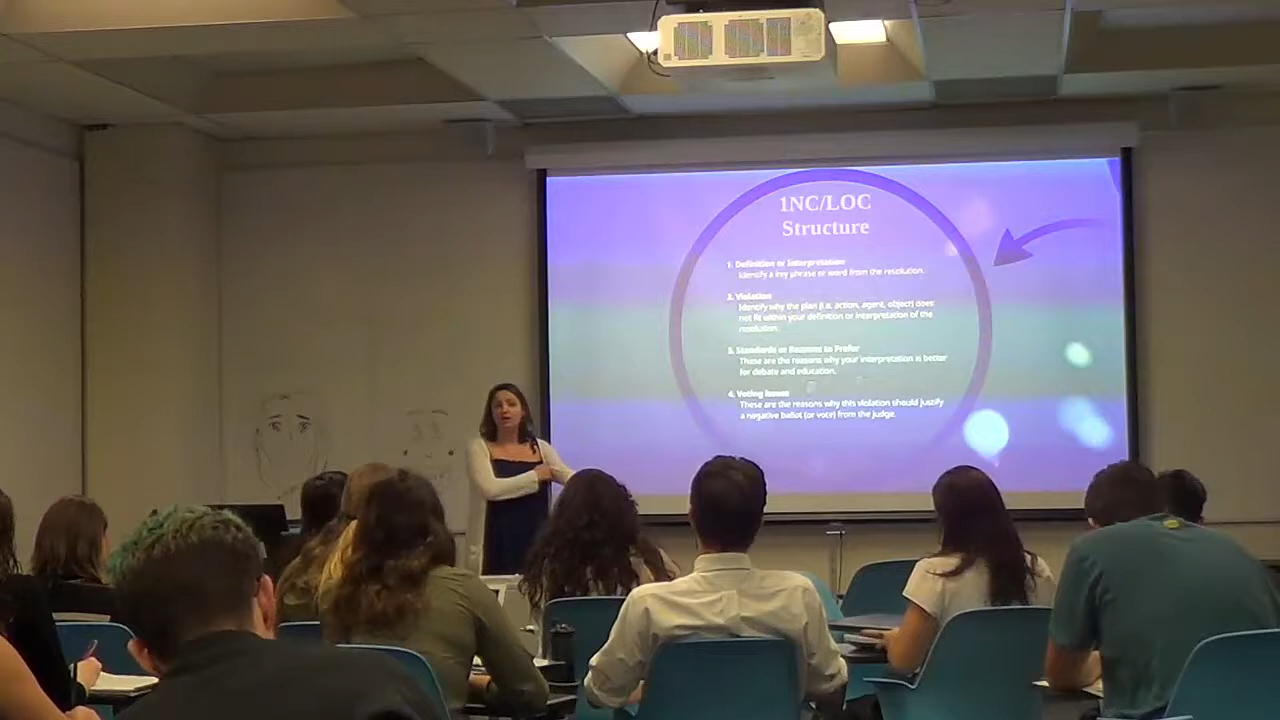 1NC/LOC
Structure
1. Definition or Interpretation
Identify a key phrase or word from the resolution.
2. Violation
Identify why the plan (i.e. action, agent, object) does
not fit within your definition or interpretation of the
resolution.
3. Standards or Reasons to Prefer
These are the reasons why your interpretation is better
for debate and education.
4. Voting Issues
These are the reasons why this violation should justify
a negative ballot (or vote) from the judge.